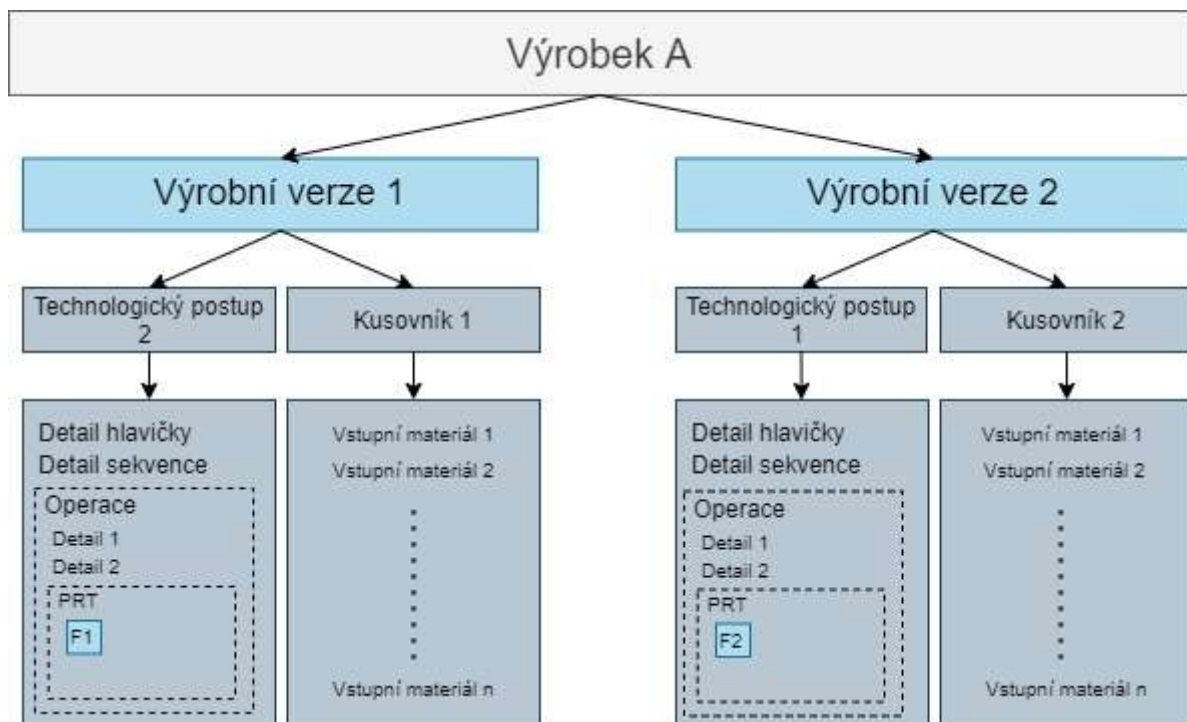 Výrobek A
Výrobní verze 1
Výrobní verze 2
Technologický postup
2
Kusovník 1
Technologický postup
1
Kusovník 2
Detail hlavičky
Detail sekvence
Operace
Detail 1
Detail 2
PRT
F1
Vstupní materiál 1
Vstupní materiál 2
Vstupní materiál n
Detail hlavičky
Detail sekvence
Operace
Detail 1
Detail 2
PRT
F2
Vstupní materiál 1
Vstupní materiál 2
Vstupní materiál n